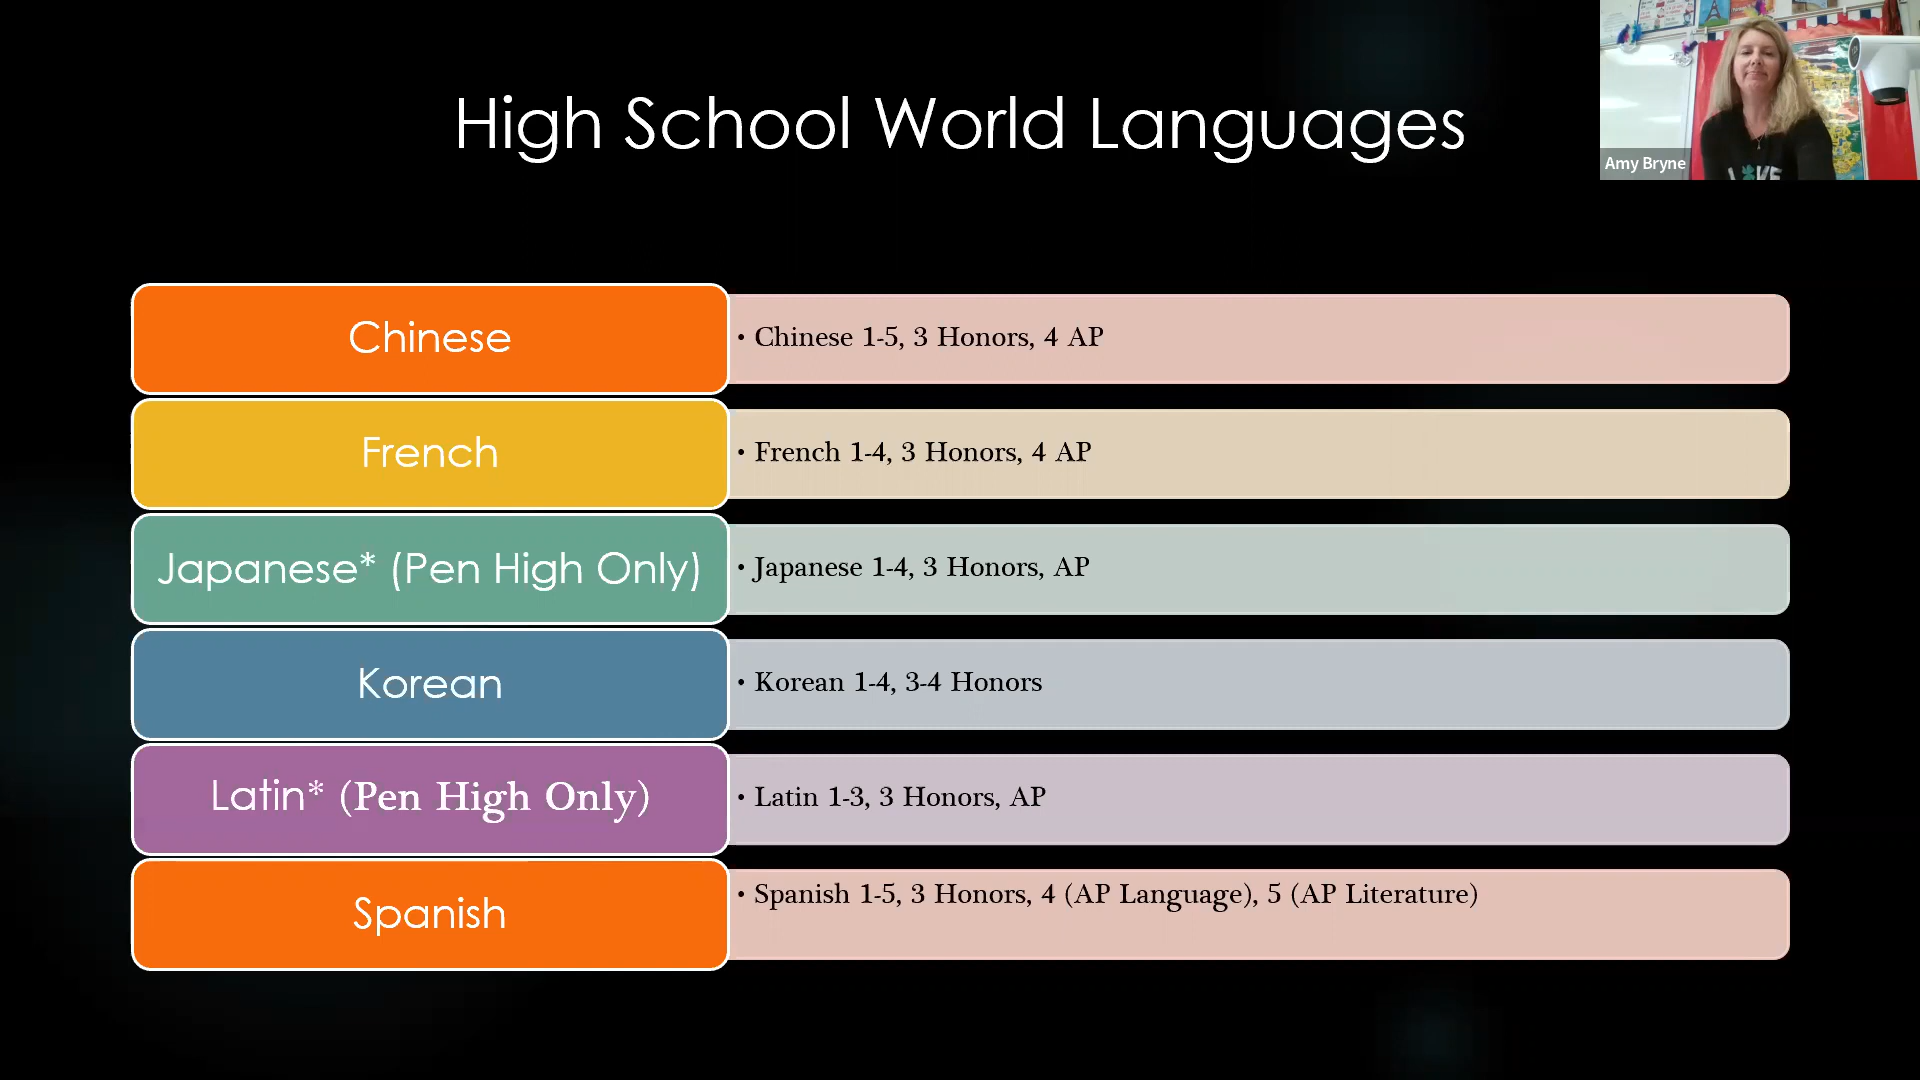 High School World Languages
Amy Bryne
Chinese
• Chinese 1-5, 3 Honors, 4 AP
French
• French 1-4, 3 Honors, 4 AP
Japanese* (Pen High Only)
• Japanese 1-4, 3 Honors, AP
Korean
• Korean 1-4, 3-4 Honors
Latin* (Pen High Only)
• Latin 1-3, 3 Honors, AP
Spanish
• Spanish 1-5, 3 Honors, 4 (AP Language), 5 (AP Literature)